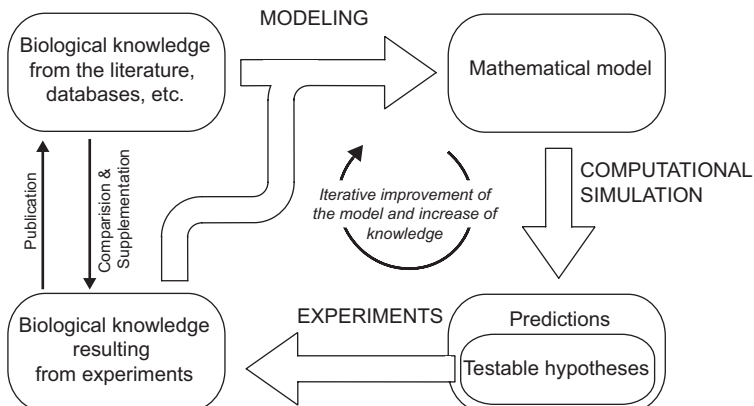 MODELING
Biological knowledge
from the literature,
databases, etc.
Mathematical model
Publication
Comparision &
Supplementation
Iterative improvement of
the model and increase of
knowledge
COMPUTATIONAL
SIMULATION
Biological knowledge
resulting
from experiments
EXPERIMENTS
Predictions
Testable hypotheses